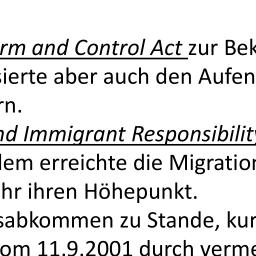 rm and Control Act zur Bek
sierte aber auch den Aufen
rn.
nd Immigrant Responsibility
dem erreichte die Migration
hr ihren Höhepunkt.
sabkommen zu Stande, kur
om 11.9.2001 durch verme